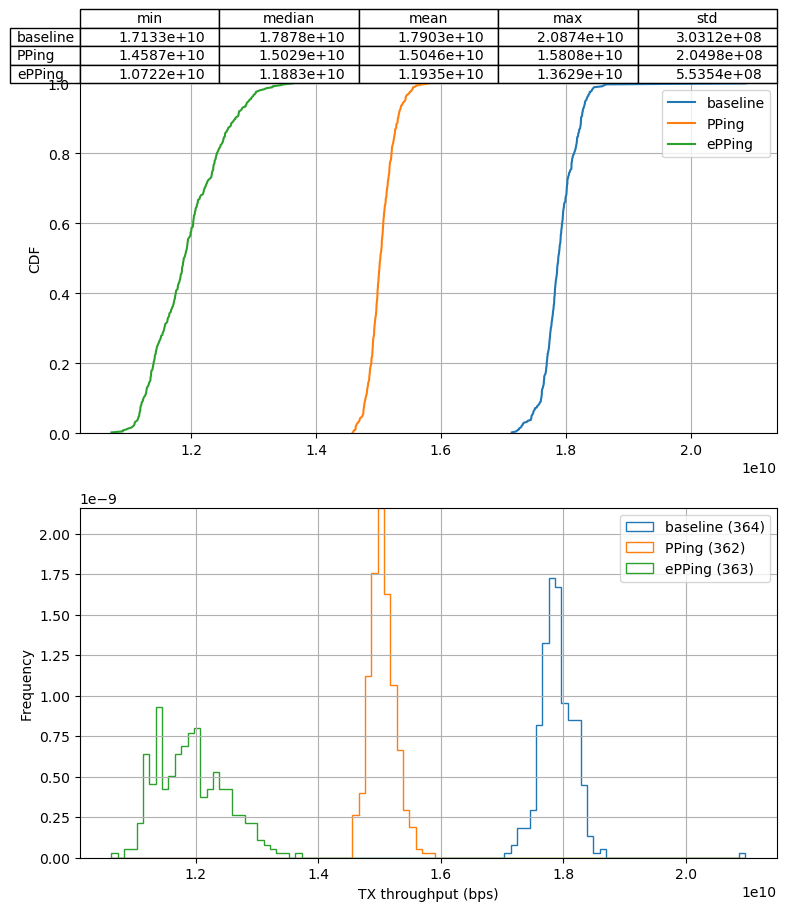 min median mean max std
baseline 1.7133e+10 1.7878e+10 1.7903e+10 2.0874e+10 3.0312e+08
PPing 1.4587e+10 1.5029e+10 1.5046e+10 1.5808e+10 2.0498e+08
ePPing 1.0722e+10 1.1883e+10 1.1935e+10 1.3629e+10 5.5354e+08
1.0
0.8
0.6
0.4
0.2
0.0
CDF
baseline
PPing
ePPing
1.2 1.4 1.6 1.8 2.0
1e10
1e−9
2.00
1.75
1.50
1.25
1.00
0.75
0.50
0.25
0.00
Frequency
baseline (364)
PPing (362)
ePPing (363)
1.2 1.4 1.6 1.8 2.0
1e10
TX throughput (bps)